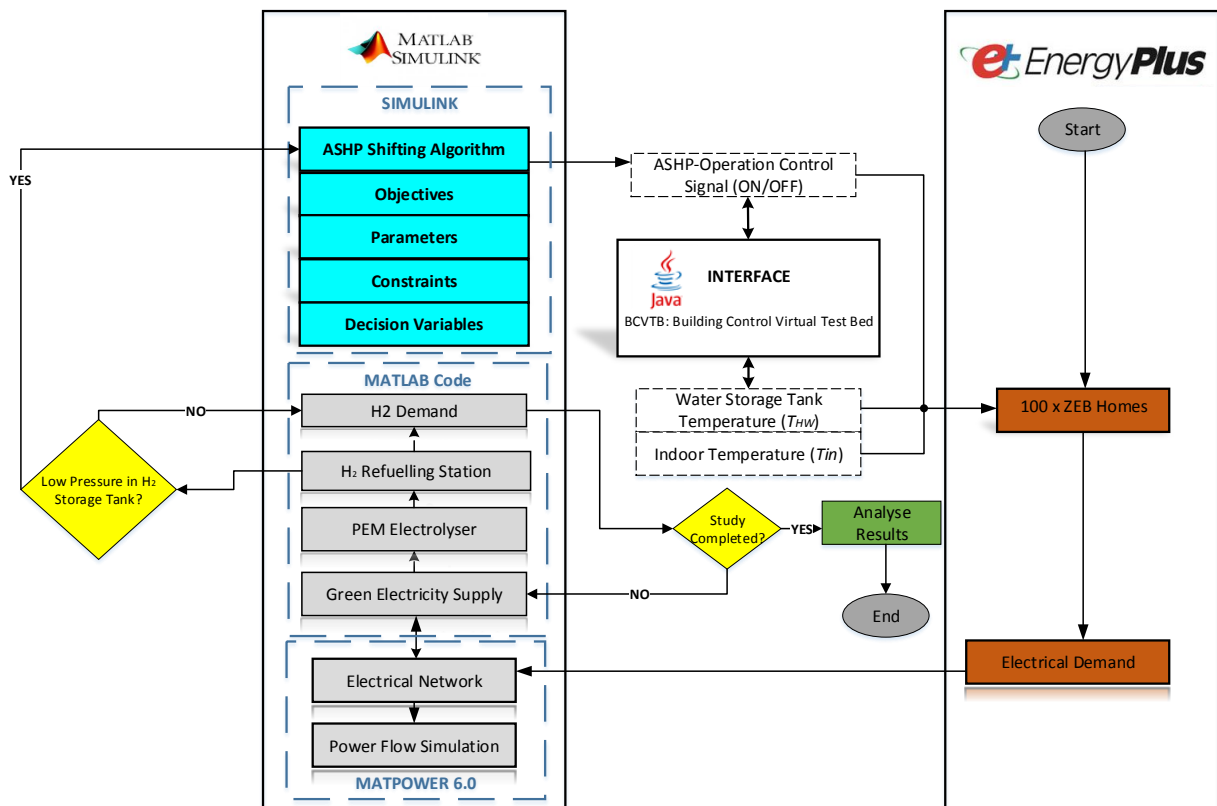 MATLAB
SIMULINK
SIMULINK
ASHP Shifting Algorithm
Objectives
Parameters
Constraints
Decision Variables
MATLAB Code
H2 Demand
H₂ Refuelling Station
PEM Electrolyser
Green Electricity Supply
Electrical Network
Power Flow Simulation
MATPOWER 6.0
YES
NO
Low Pressure in H₂
Storage Tank?
ASHP-Operation Control
Signal (ON/OFF)
Java
INTERFACE
BCVTB: Building Control Virtual Test Bed
Water Storage Tank
Temperature (THW)
Indoor Temperature (Tin)
Study
Completed?
YES
NO
Analyse
Results
End
e+ EnergyPlus
Start
100 x ZEB Homes
Electrical Demand